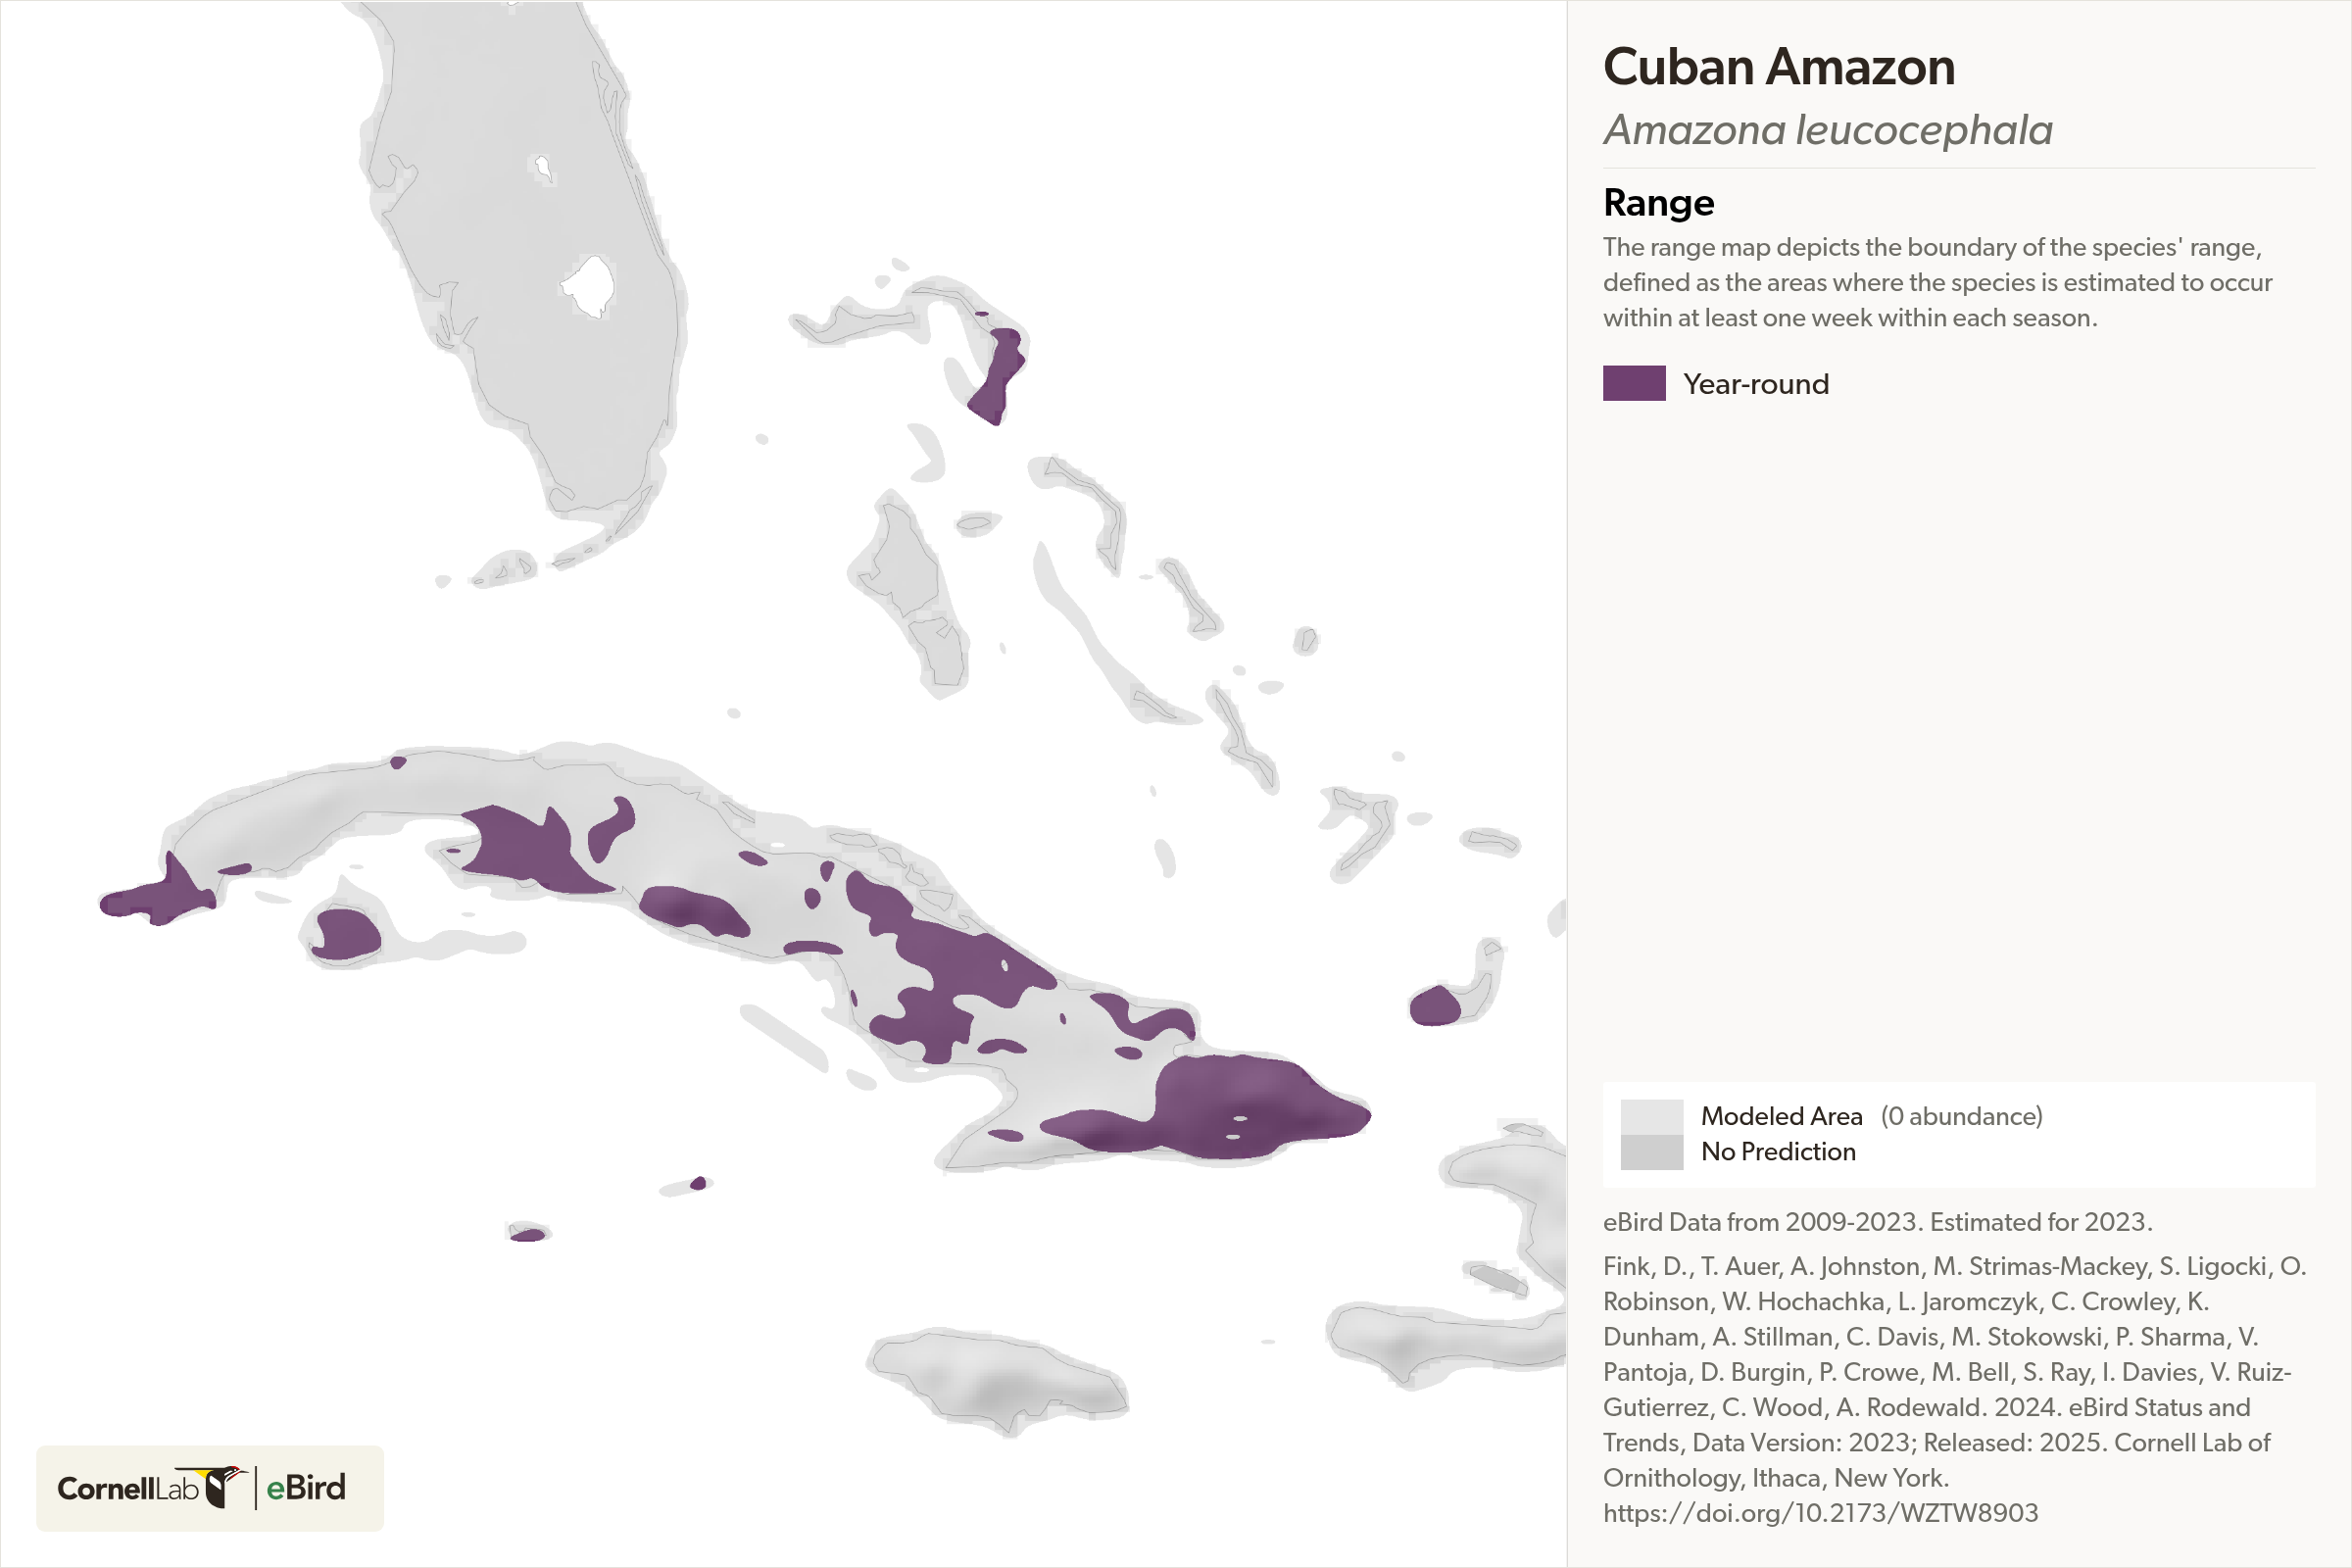 Cuban Amazon
Amazona leucocephala
Range
The range map depicts the boundary of the species' range,
defined as the areas where the species is estimated to occur
within at least one week within each season.
Year-round
Modeled Area (0 abundance)
No Prediction
eBird Data from 2009-2023. Estimated for 2023.
Fink, D., T. Auer, A. Johnston, M. Strimas-Mackey, S. Ligocki, O.
Robinson, W. Hochachka, L. Jaromczyk, C. Crowley, K.
Dunham, A. Stillman, C. Davis, M. Stokowski, P. Sharma, V.
Pantoja, D. Burgin, P. Crowe, M. Bell, S. Ray, I. Davies, V. Ruiz-
Gutierrez, C. Wood, A. Rodewald. 2024. eBird Status and
Trends, Data Version: 2023; Released: 2025. Cornell Lab of
Ornithology, Ithaca, New York.
https://doi.org/10.2173/WZTW8903
CornellLab eBird